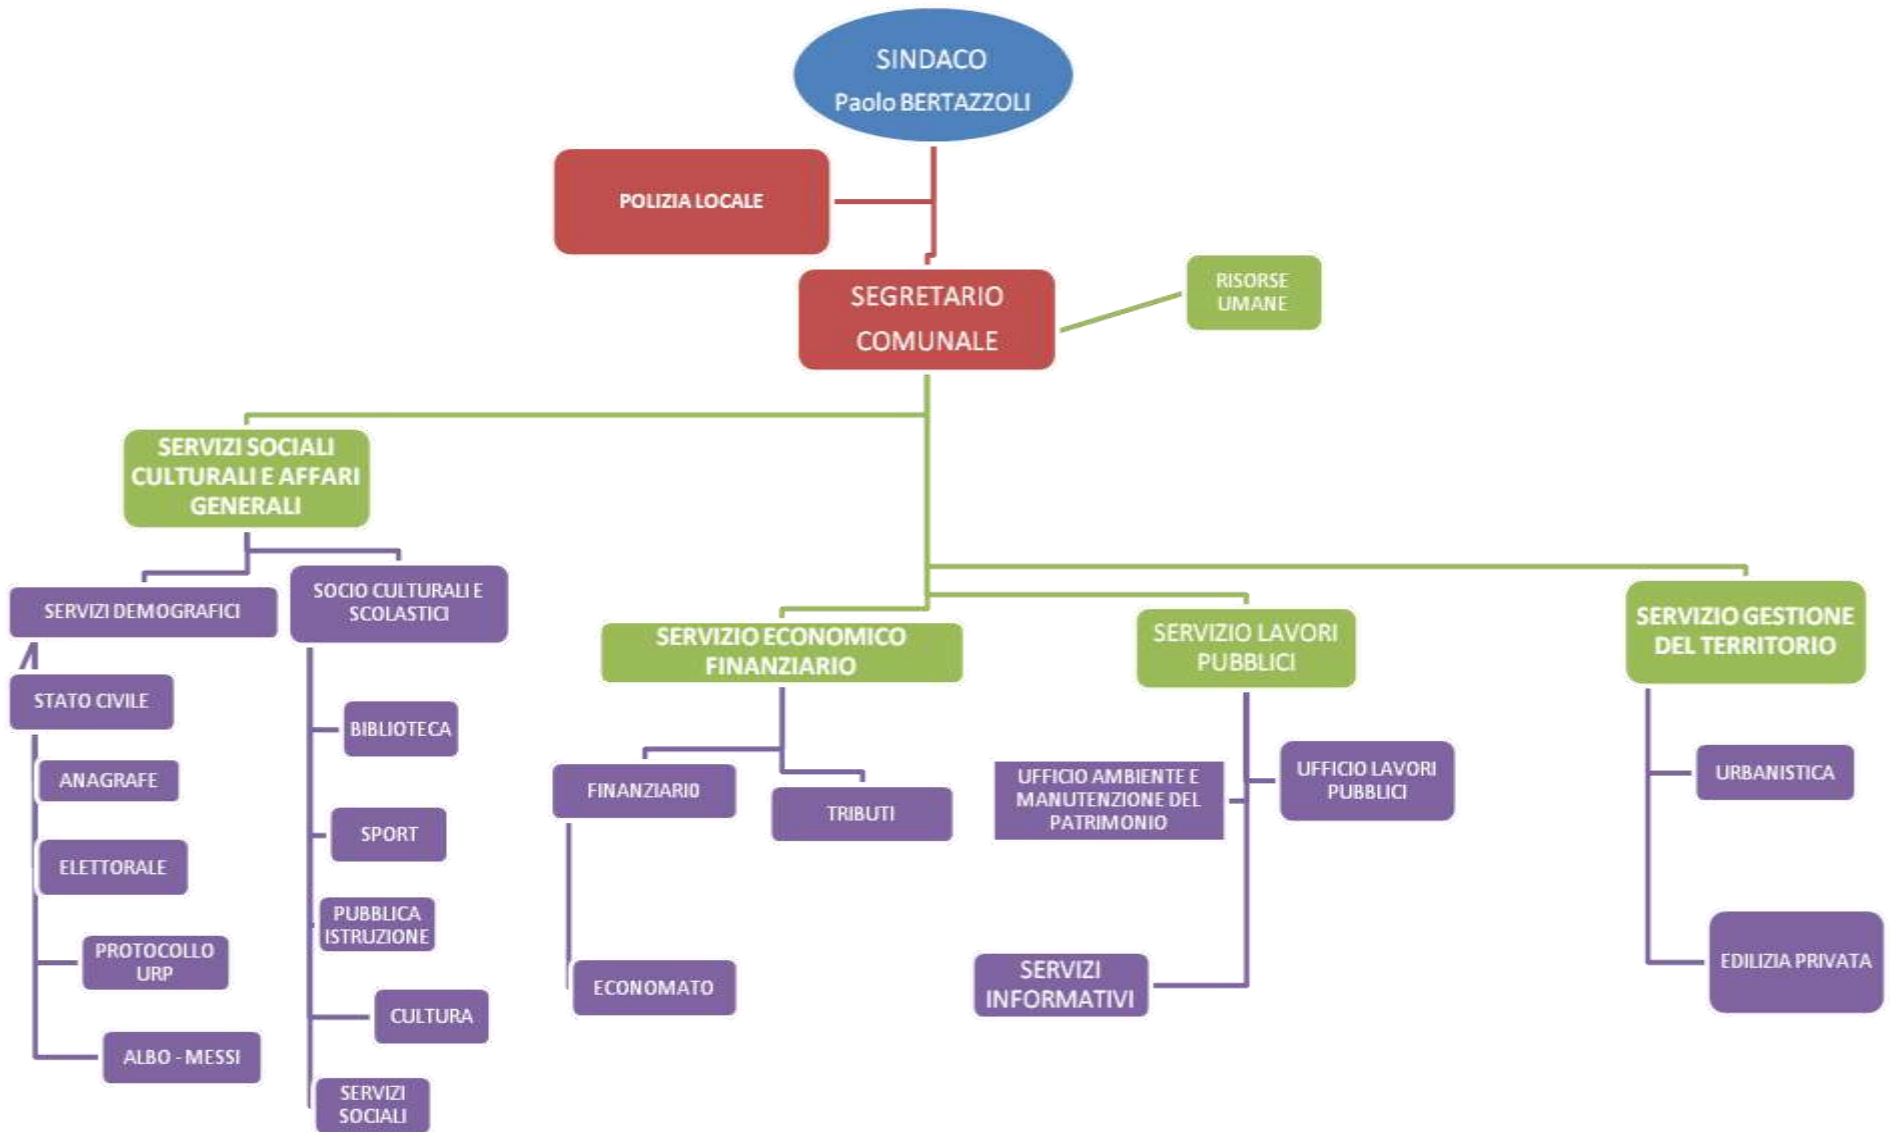 SINDACO
Paolo BERTAZZOLI
POLIZIA LOCALE
SEGRETARIO
COMUNALE
RISORSE
UMANE
SERVIZI SOCIALI
CULTURALI E AFFARI
GENERALI
SERVIZI DEMOGRAFICI
SOCIO CULTURALI E
SCOLASTICI
STATO CIVILE
ANAGRAFE
ELETTORALE
PROTOCOLLO
URP
ALBO - MESSI
BIBLIOTECA
SPORT
PUBBLICA
ISTRUZIONE
CULTURA
SERVIZI
SOCIALI
SERVIZIO ECONOMICO
FINANZIARIO
FINANZIARIO
TRIBUTI
ECONOMATO
SERVIZIO LAVORI
PUBBLICI
UFFICIO AMBIENTE E
MANUTENZIONE DEL
PATRIMONIO
UFFICIO LAVORI
PUBBLICI
SERVIZI
INFORMATIVI
SERVIZIO GESTIONE
DEL TERRITORIO
URBANISTICA
EDILIZIA PRIVATA